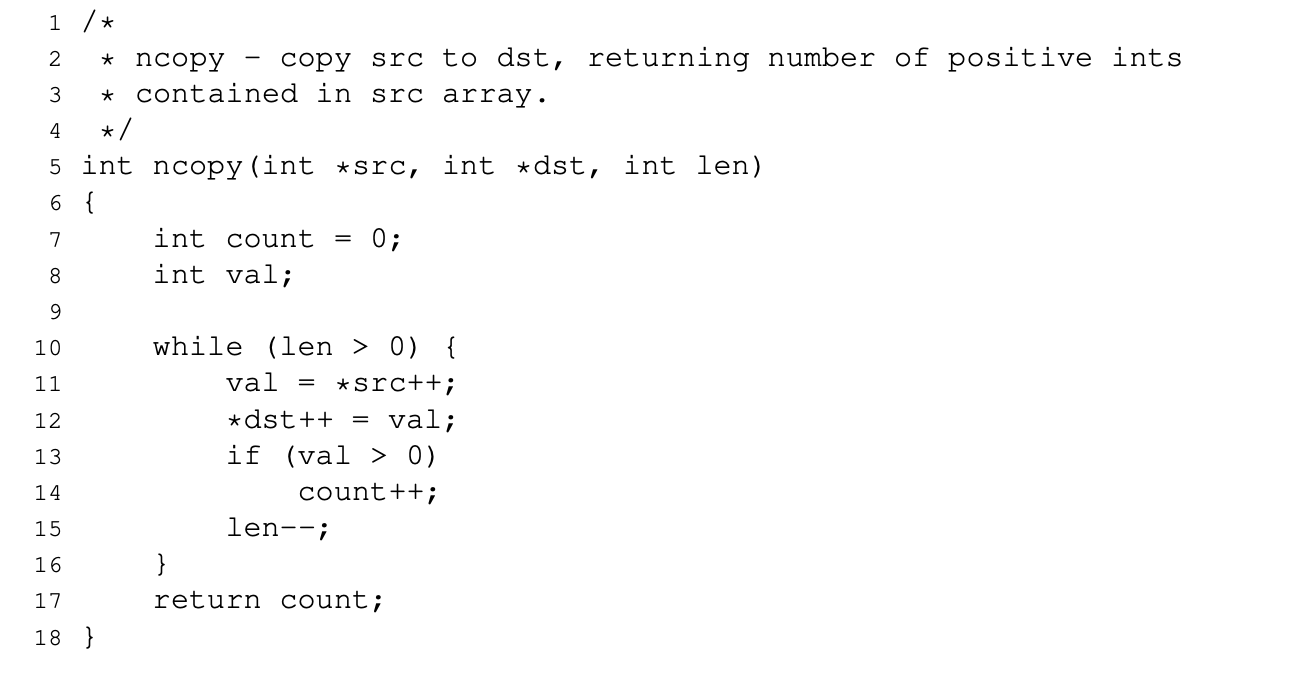 1 /*
2  * ncopy - copy src to dst, returning number of positive ints
3  * contained in src array.
4  */
5 int ncopy(int *src, int *dst, int len)
6 {
7     int count = 0;
8     int val;
9
10     while (len > 0) {
11         val = *src++;
12         *dst++ = val;
13         if (val > 0)
14             count++;
15         len--;
16     }
17     return count;
18 }